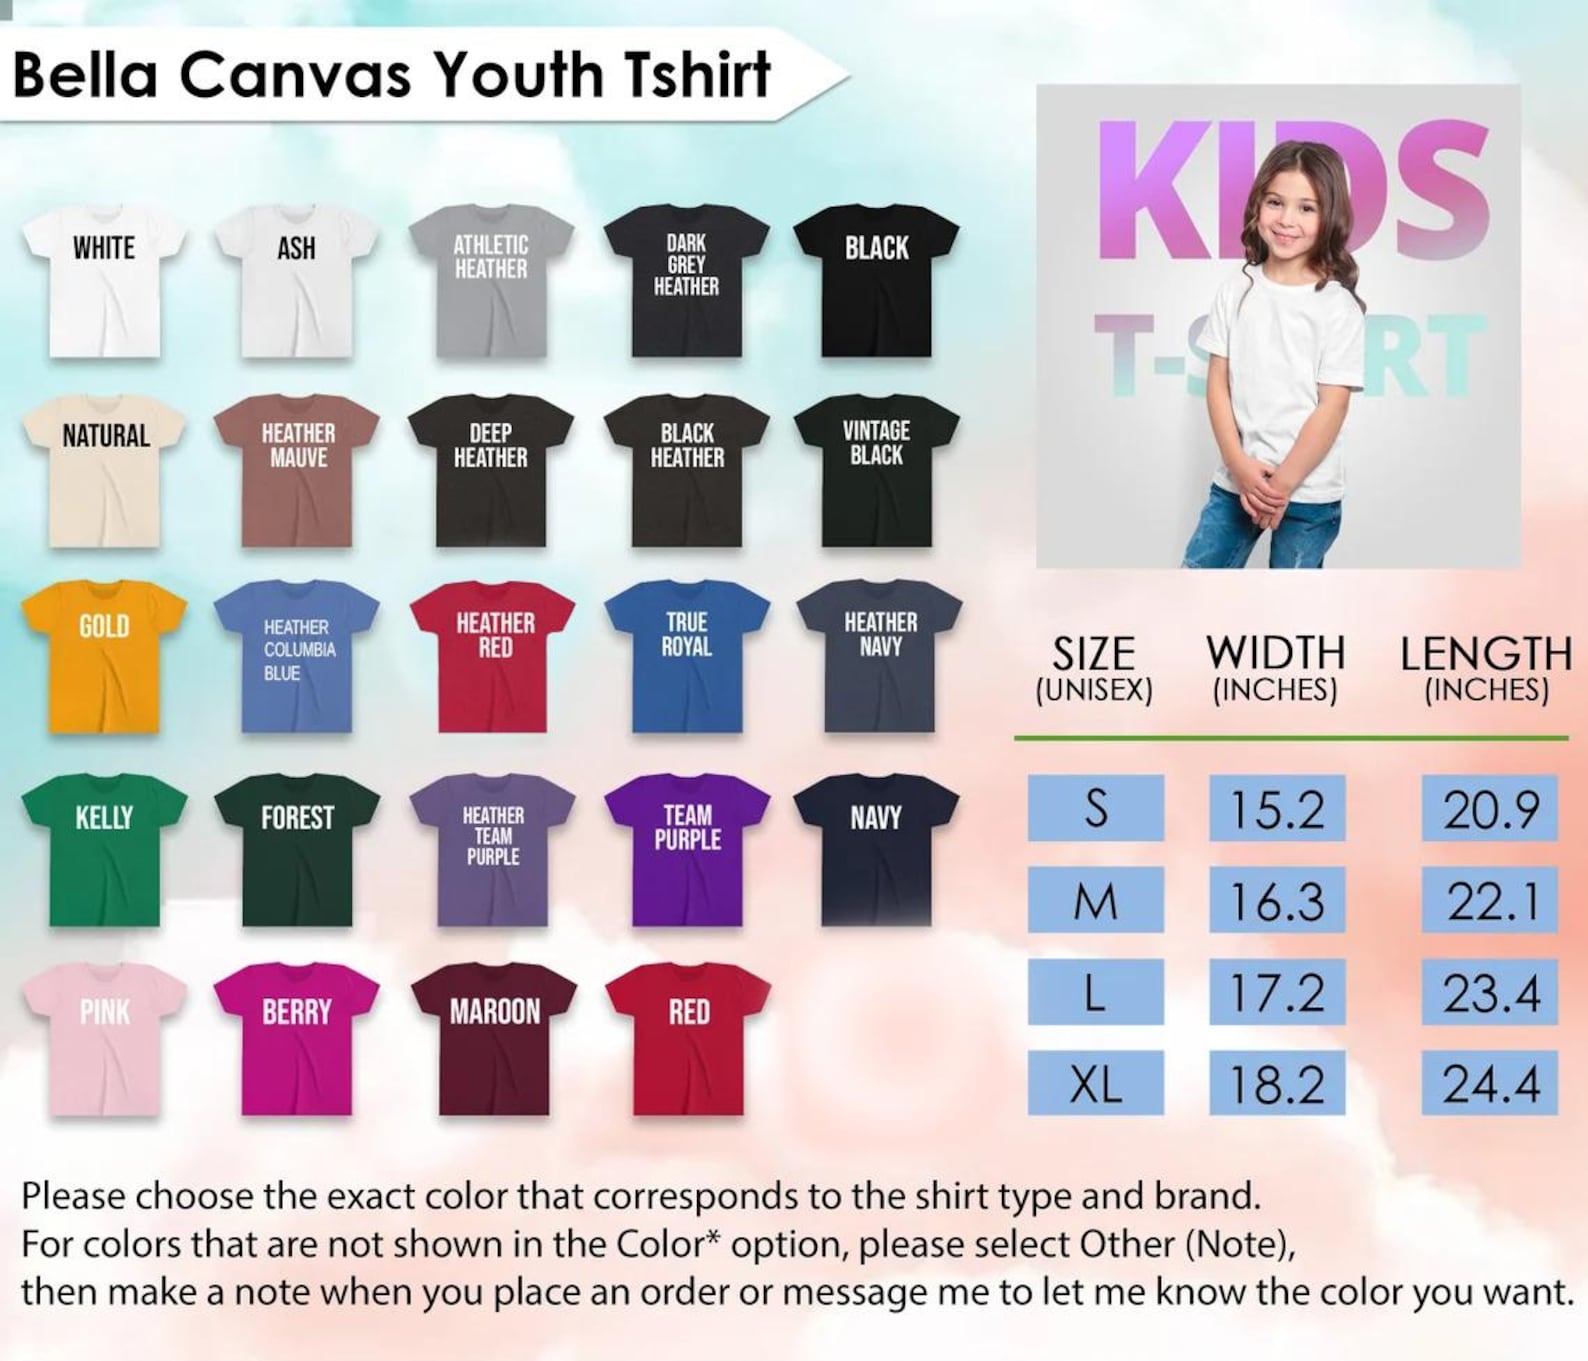 Bella Canvas Youth Tshirt
KIDS
T-SHIRT
WHITE
ASH
ATHLETIC
HEATHER
DARK
GREY
HEATHER
BLACK
NATURAL
HEATHER
MAUVE
DEEP
HEATHER
BLACK
HEATHER
VINTAGE
BLACK
GOLD
HEATHER
COLUMBIA
BLUE
HEATHER
RED
TRUE
ROYAL
HEATHER
NAVY
KELLY
FOREST
HEATHER
TEAM
PURPLE
TEAM
PURPLE
NAVY
PINK
BERRY
MAROON
RED
SIZE WIDTH LENGTH
(UNISEX) (INCHES) (INCHES)
S 15.2 20.9
M 16.3 22.1
L 17.2 23.4
XL 18.2 24.4
Please choose the exact color that corresponds to the shirt type and brand.
For colors that are not shown in the Color* option, please select Other (Note),
then make a note when you place an order or message me to let me know the color you want.